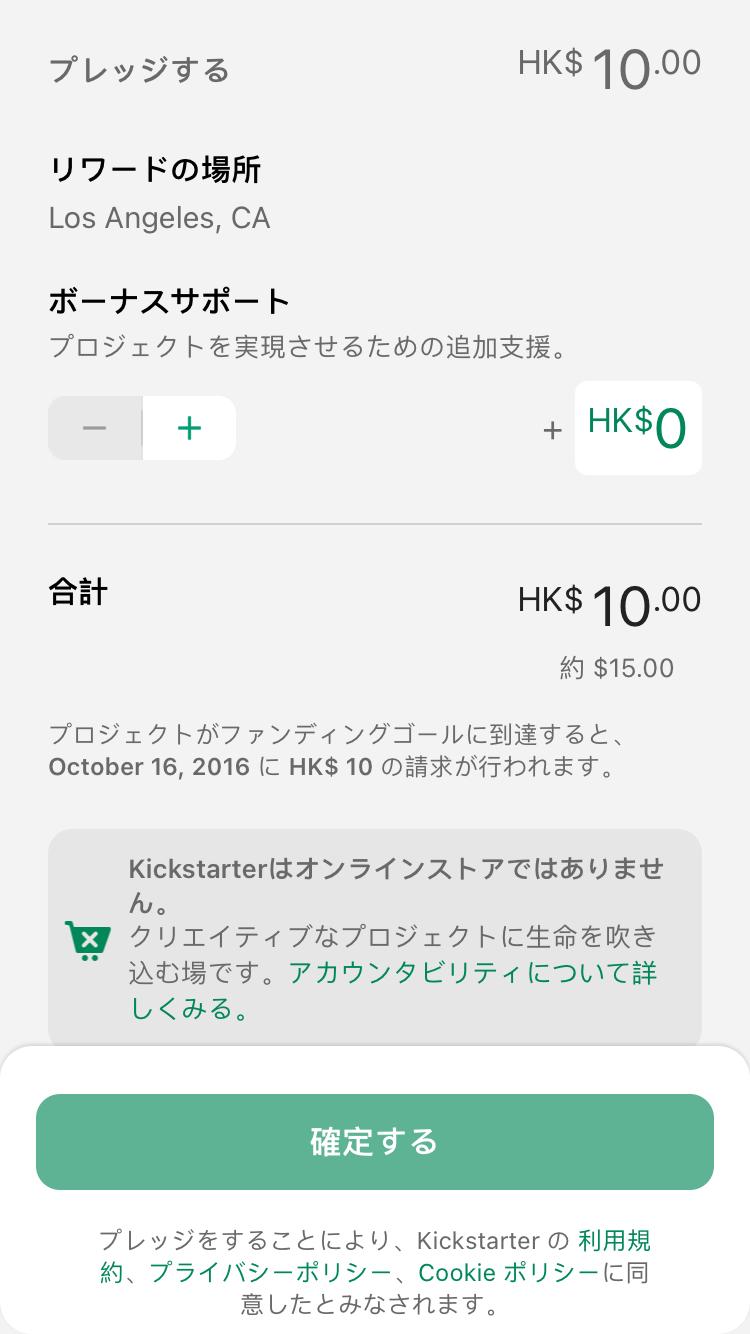 プレッジする HK$ 10.00
リワードの場所
Los Angeles, CA
ボーナスサポート
プロジェクトを実現させるための追加支援。
− + + HK$0
合計 HK$ 10.00
約 $15.00
プロジェクトがファンディングゴールに到達すると、
October 16, 2016 に HK$ 10 の請求が行われます。
Kickstarterはオンラインストアではありませ
ん。
クリエイティブなプロジェクトに生命を吹き
込む場です。アカウンタビリティについて詳
しくみる。
確定する
プレッジをすることにより、Kickstarter の 利用規
約、プライバシーポリシー、Cookie ポリシーに同
意したとみなされます。